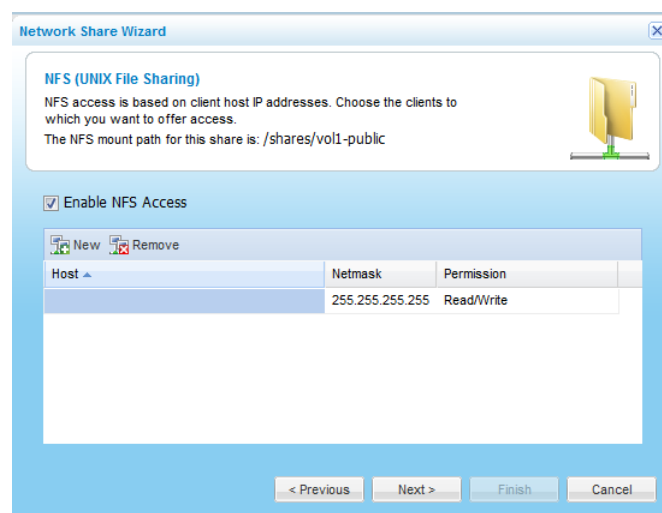 Network Share Wizard
NFS (UNIX File Sharing)
NFS access is based on client host IP addresses. Choose the clients to
which you want to offer access.
The NFS mount path for this share is: /shares/vol1-public
Enable NFS Access
New Remove
Host Netmask Permission
255.255.255.255 Read/Write
< Previous Next > Finish Cancel